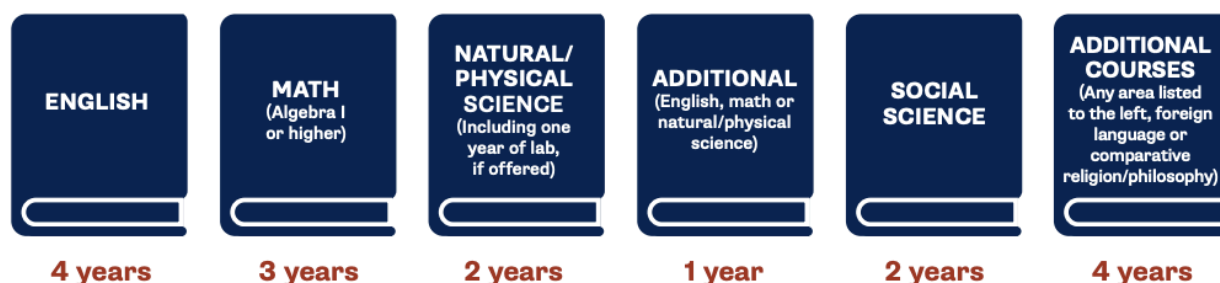 ENGLISH
4 years
MATH
(Algebra I
or higher)
3 years
NATURAL/
PHYSICAL
SCIENCE
(Including one
year of lab,
if offered)
2 years
ADDITIONAL
(English, math or
natural/physical
science)
1 year
SOCIAL
SCIENCE
2 years
ADDITIONAL
COURSES
(Any area listed
to the left, foreign
language or
comparative
religion/philosophy)
4 years